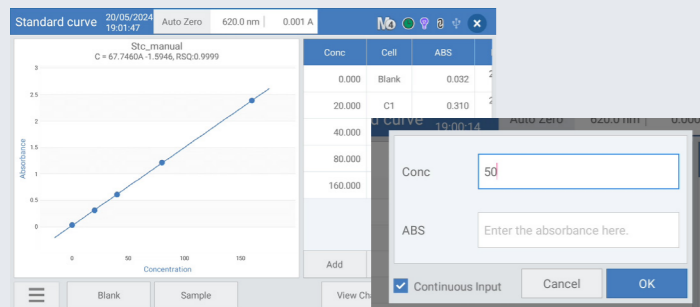 Standard curve
20/05/2024
19:01:47
Auto Zero
620.0 nm
0.001 A
Stc_manual
C = 67.7460A -1.5946, RSQ:0.9999
3
2.5
2
1.5
1
0.5
0
Absorbance
0 50 100 150
Concentration
Conc Cell ABS
0.000 Blank 0.032
20.000 C1 0.310
40.000
80.000
160.000
Add
Blank
Sample
19:00:14
Auto Zero
620.0 nm
Conc
50
ABS
Enter the absorbance here.
Continuous Input
Cancel
OK